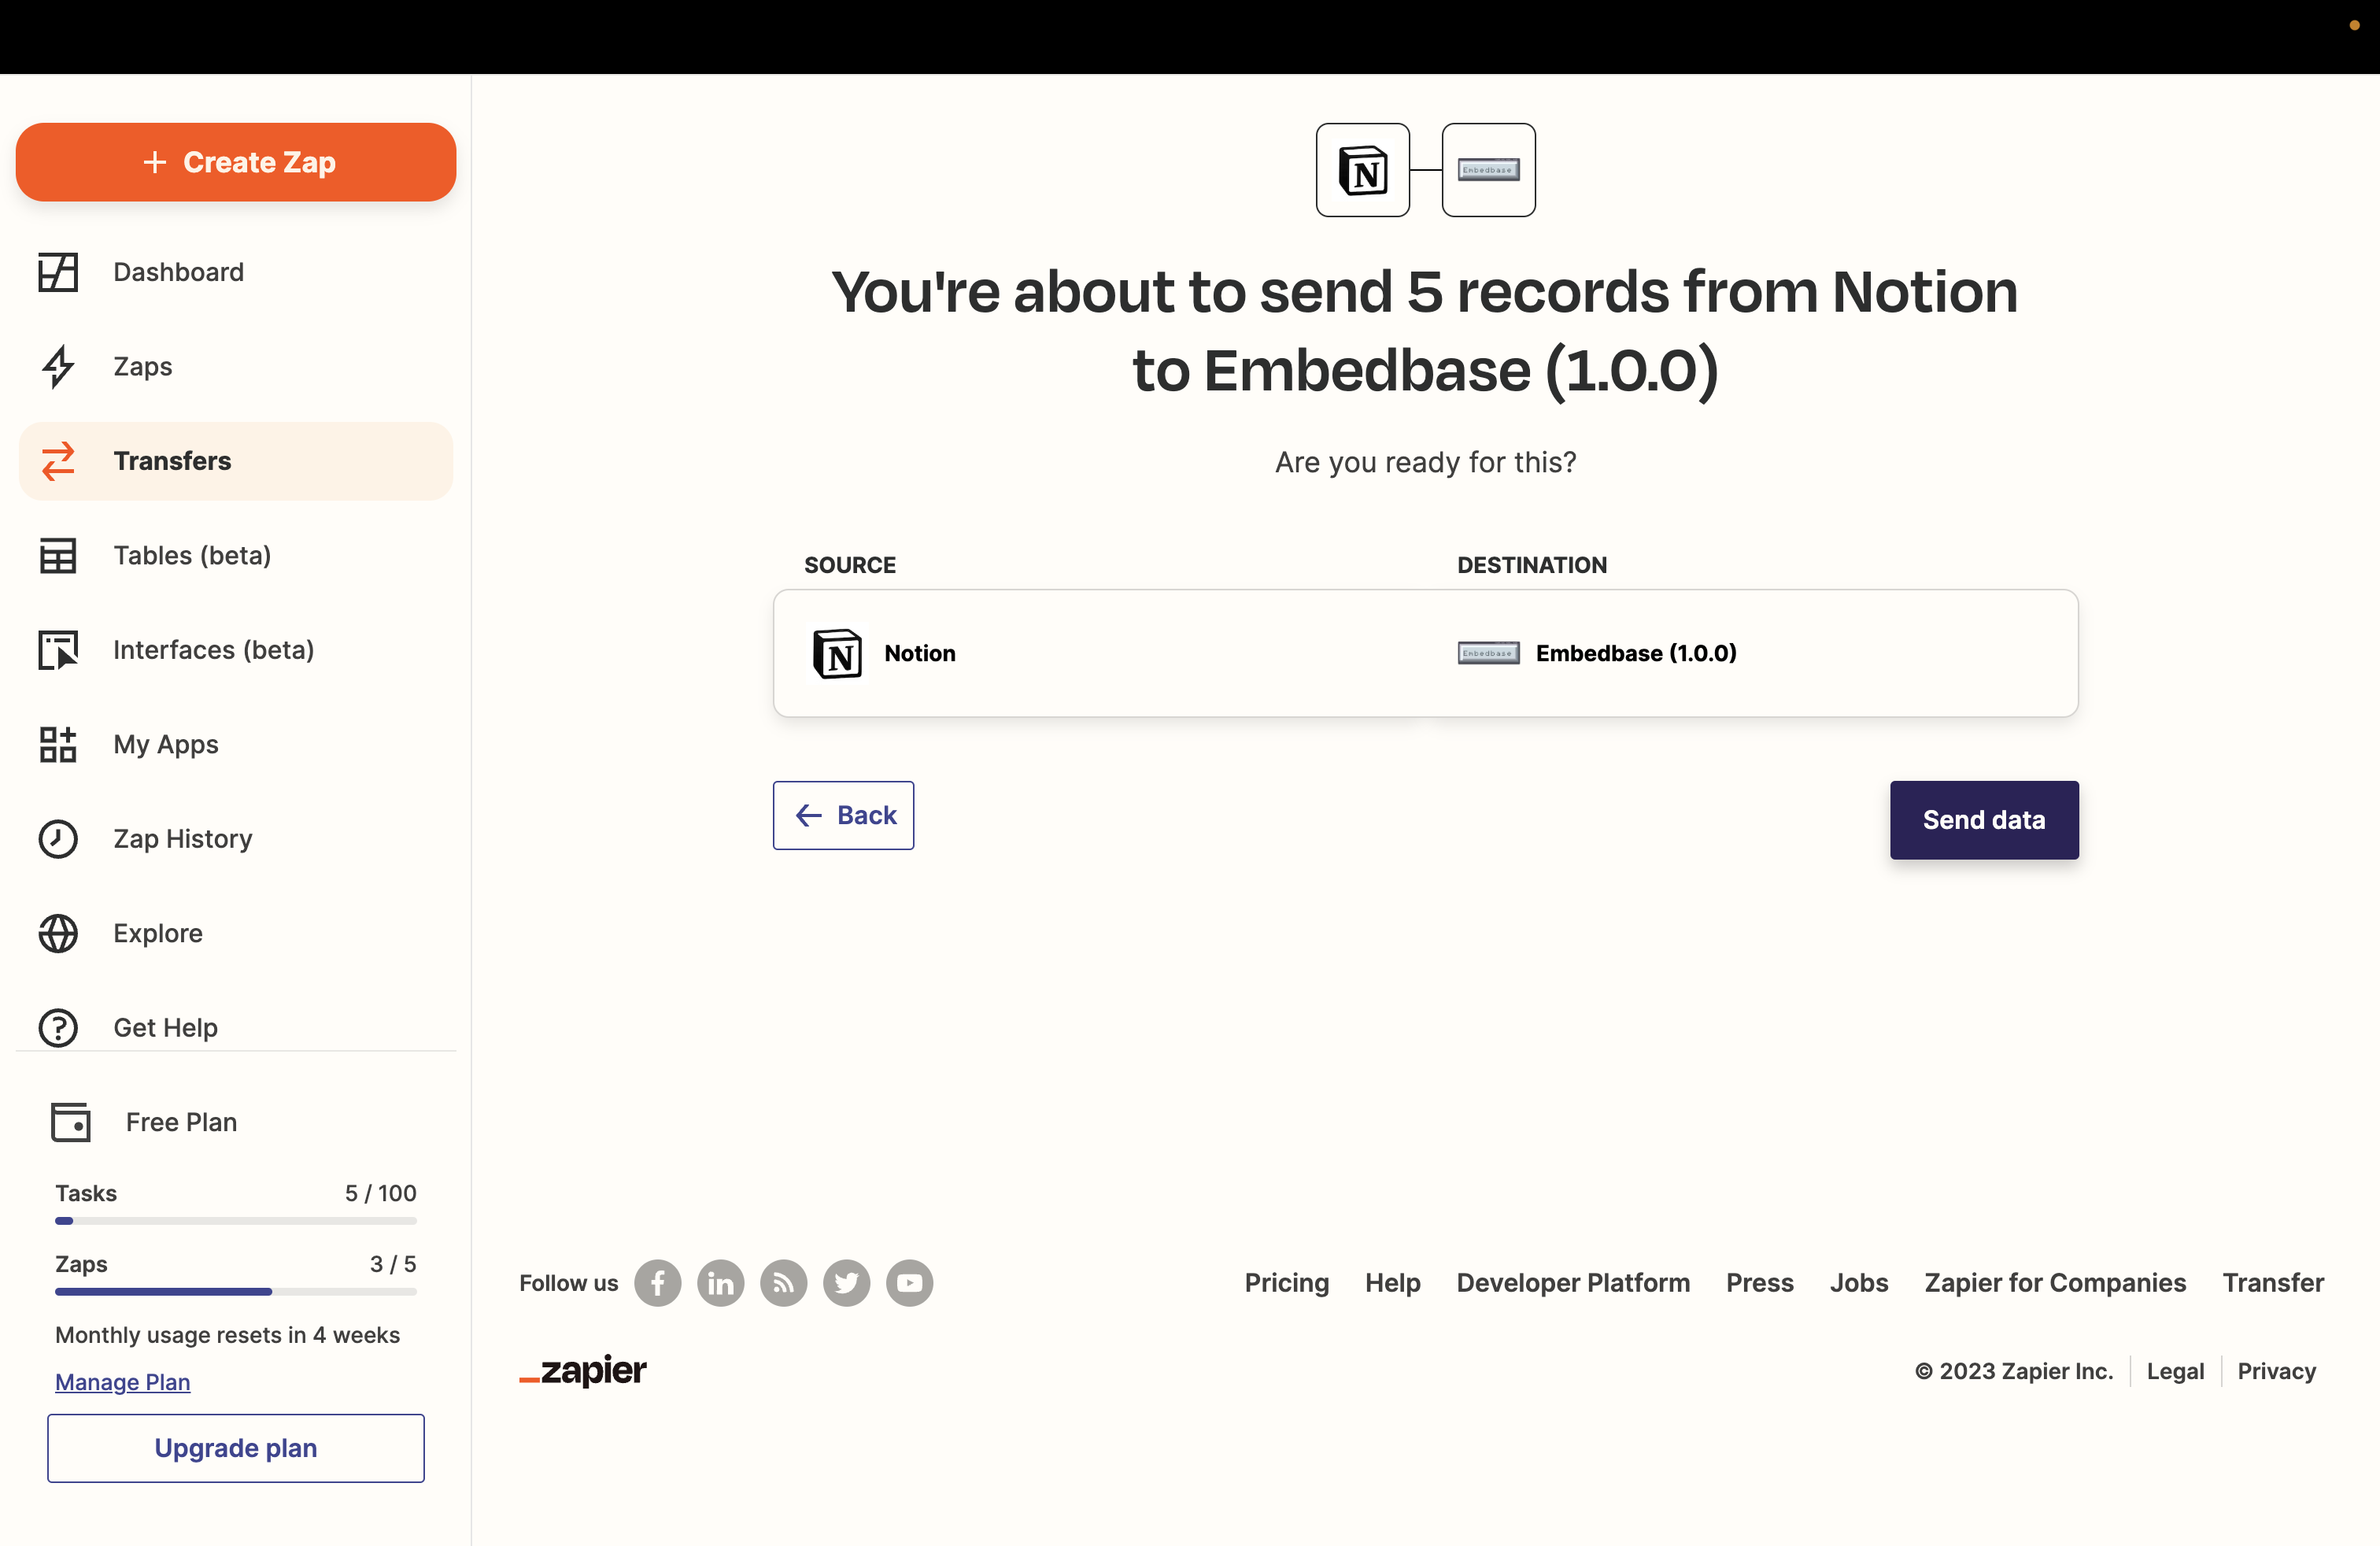 + Create Zap
Dashboard
Zaps
Transfers
Tables (beta)
Interfaces (beta)
My Apps
Zap History
Explore
Get Help
Free Plan
Tasks 5 / 100
Zaps 3 / 5
Monthly usage resets in 4 weeks
Manage Plan
Upgrade plan
N Embedbase
You're about to send 5 records from Notion
to Embedbase (1.0.0)
Are you ready for this?
SOURCE DESTINATION
N Notion Embedbase Embedbase (1.0.0)
← Back Send data
Follow us f in Pricing Help Developer Platform Press Jobs Zapier for Companies Transfer
_zapier © 2023 Zapier Inc. Legal Privacy